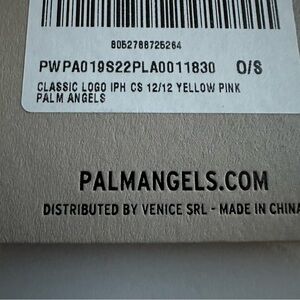 8052788725264
PWPA019S22PLA0011830 O/S
CLASSIC LOGO IPH CS 12/12 YELLOW PINK
PALM ANGELS
PALMANGELS.COM
DISTRIBUTED BY VENICE SRL - MADE IN CHINA